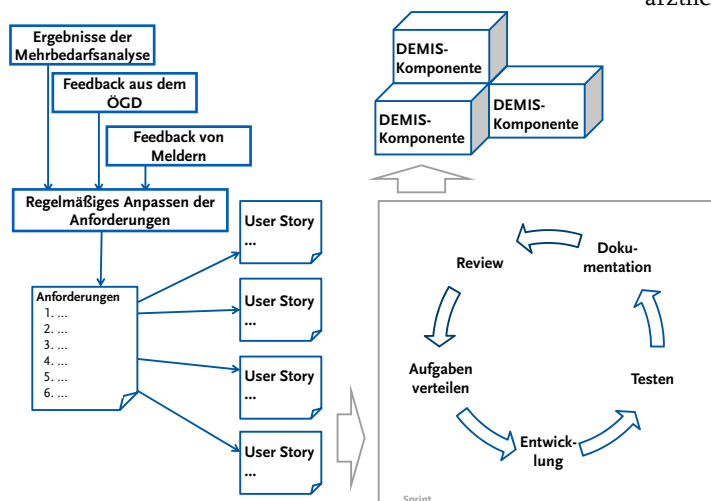 ärztlic
Ergebnisse der
Mehrbedarfsanalyse
Feedback aus dem
ÖGD
Feedback von
Meldern
Regelmäßiges Anpassen der
Anforderungen
Anforderungen
1. ...
2. ...
3. ...
4. ...
5. ...
6. ...
User Story
...
User Story
...
User Story
...
User Story
...
DEMIS-
Komponente
DEMIS-
Komponente
DEMIS-
Komponente
Review
Doku-
mentation
Aufgaben
verteilen
Testen
Entwick-
lung
Sprint